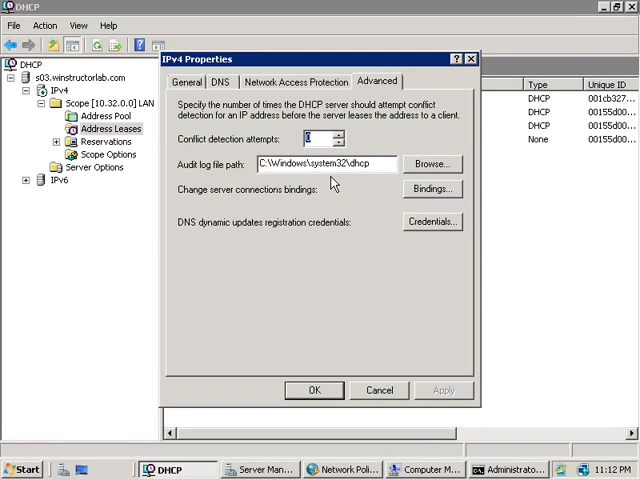 DHCP
File Action View Help
DHCP
s03.winstructorlab.com
IPv4
Scope [10.32.0.0] LAN
Address Pool
Address Leases
Reservations
Scope Options
Server Options
IPv6
IPv4 Properties
General DNS Network Access Protection Advanced
Specify the number of times the DHCP server should attempt conflict
detection for an IP address before the server leases the address to a client.
Conflict detection attempts: 0
Audit log file path: C:\Windows\system32\dhcp Browse...
Change server connections bindings: Bindings...
DNS dynamic updates registration credentials: Credentials...
OK Cancel Apply
Type Unique ID
DHCP 001cb327...
DHCP 00155d00...
DHCP 00155d00...
None 00155d00...
Start DHCP Server Man... Network Poli... Computer M... Administrato... 11:12 PM